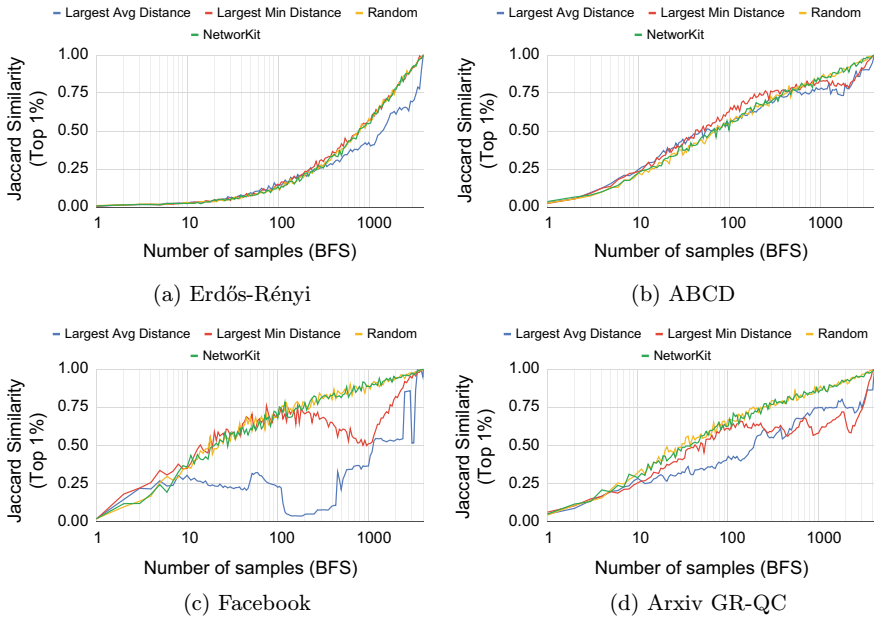 Largest Avg Distance Largest Min Distance Random
NetworKit
Largest Avg Distance Largest Min Distance Random
NetworKit
Jaccard Similarity
(Top 1%)
1.00
0.75
0.50
0.25
0.00
1 10 100 1000
Number of samples (BFS)
(a) Erdős-Rényi
Jaccard Similarity
(Top 1%)
1.00
0.75
0.50
0.25
0.00
1 10 100 1000
Number of samples (BFS)
(b) ABCD
Largest Avg Distance Largest Min Distance Random
NetworKit
Largest Avg Distance Largest Min Distance Random
NetworKit
Jaccard Similarity
(Top 1%)
1.00
0.75
0.50
0.25
0.00
1 10 100 1000
Number of samples (BFS)
(c) Facebook
Jaccard Similarity
(Top 1%)
1.00
0.75
0.50
0.25
0.00
1 10 100 1000
Number of samples (BFS)
(d) Arxiv GR-QC